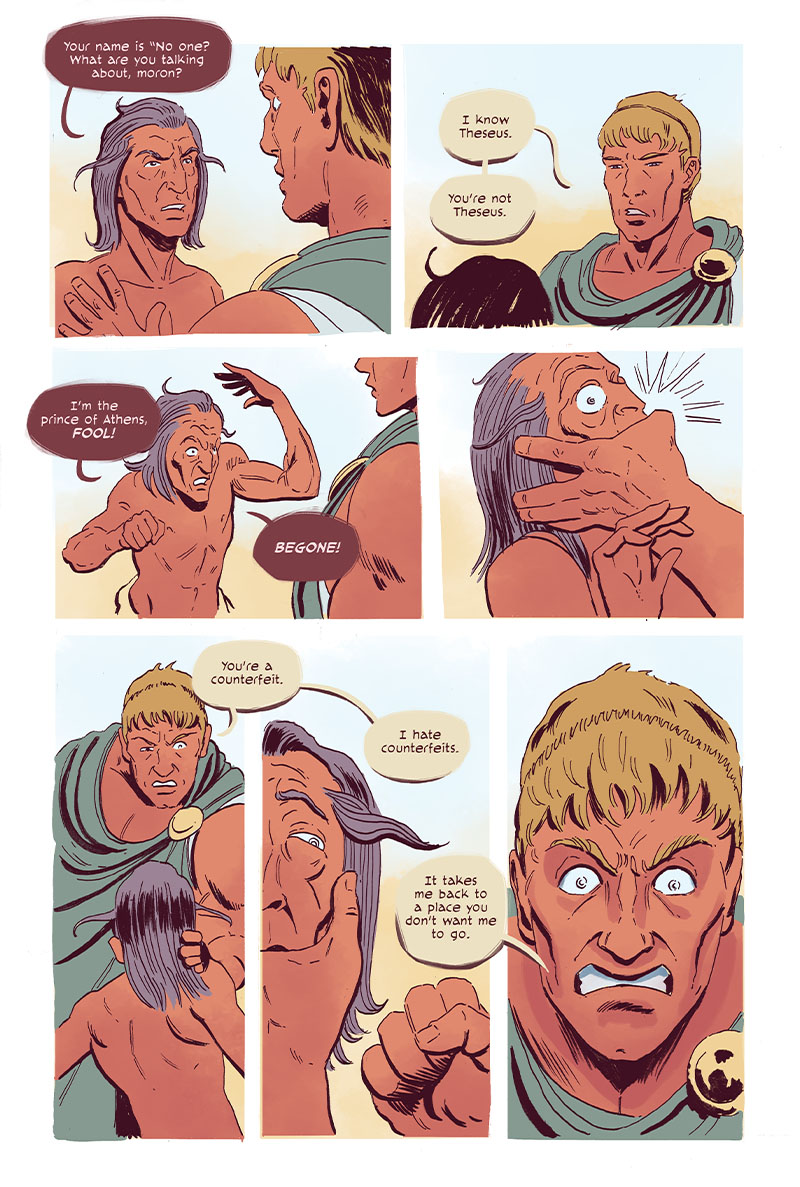 Your name is "No one?
What are you talking
about, moron?
I know
Theseus.
You're not
Theseus.
I'm the
prince of Athens,
FOOL!
BEGONE!
You're a
counterfeit.
I hate
counterfeits.
It takes
me back to
a place you
don't want me
to go.